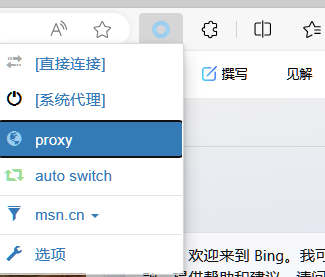 撰写 见解
[直接连接]
[系统代理]
proxy
auto switch
msn.cn
选项
欢迎来到 Bing。我可